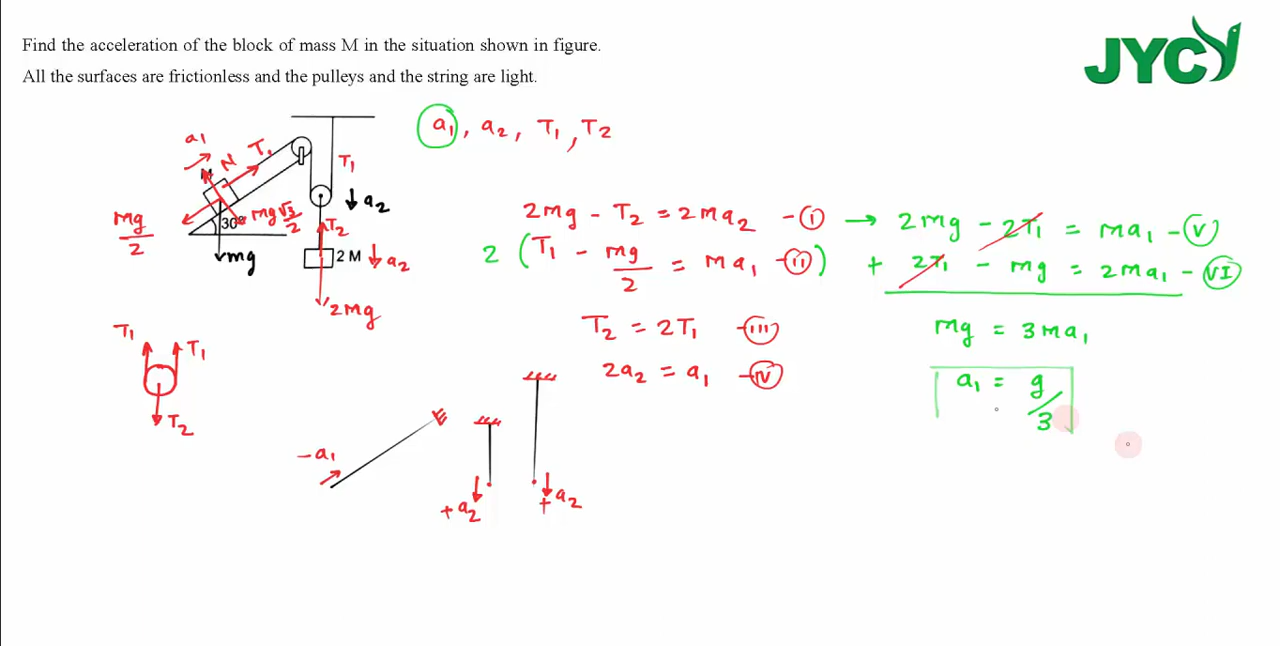 Find the acceleration of the block of mass M in the situation shown in figure.
All the surfaces are frictionless and the pulleys and the string are light.
JYC
a₁, a₂, T₁, T₂
a₁
N
T₁
T₁
a₂
mg/2
30°
mg√3/2
mg
T₂
2 M
a₂
2mg
T₁
T₁
T₂
2mg - T₂ = 2ma₂ - (I)
2 (T₁ - mg/2 = ma₁ - (II))
T₂ = 2T₁ - (III)
2a₂ = a₁ - (IV)
→ 2mg - 2T₁ = ma₁ - (V)
+ 2T₁ - mg = 2ma₁ - (VI)
mg = 3ma₁
a₁ = g/3
-a₁
+a₂
+a₂